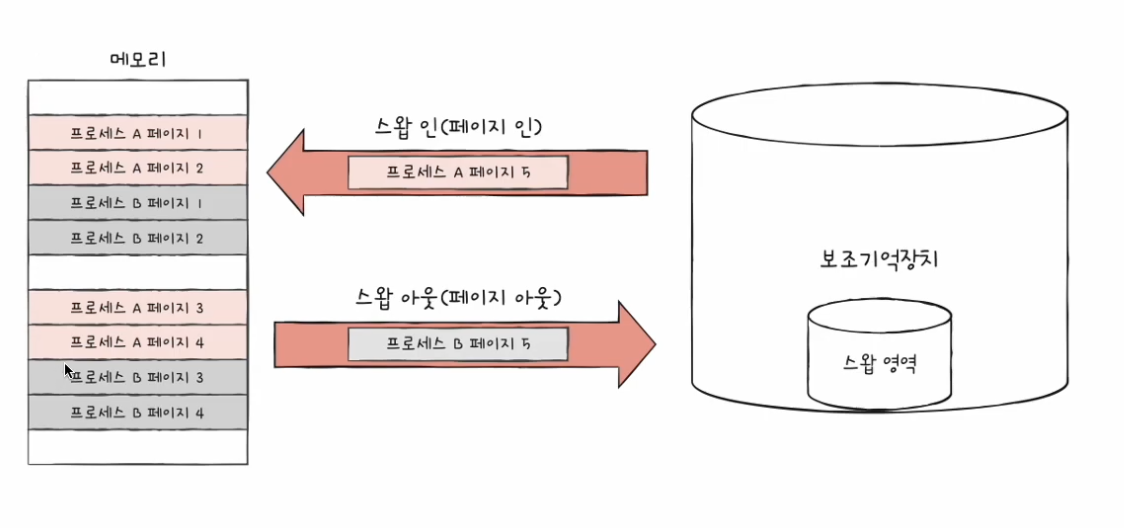 메모리
프로세스 A 페이지 1
프로세스 A 페이지 2
프로세스 B 페이지 1
프로세스 B 페이지 2
프로세스 A 페이지 3
프로세스 A 페이지 4
프로세스 B 페이지 3
프로세스 B 페이지 4
스왑 인(페이지 인)
프로세스 A 페이지 5
스왑 아웃(페이지 아웃)
프로세스 B 페이지 5
보조기억장치
스왑 영역